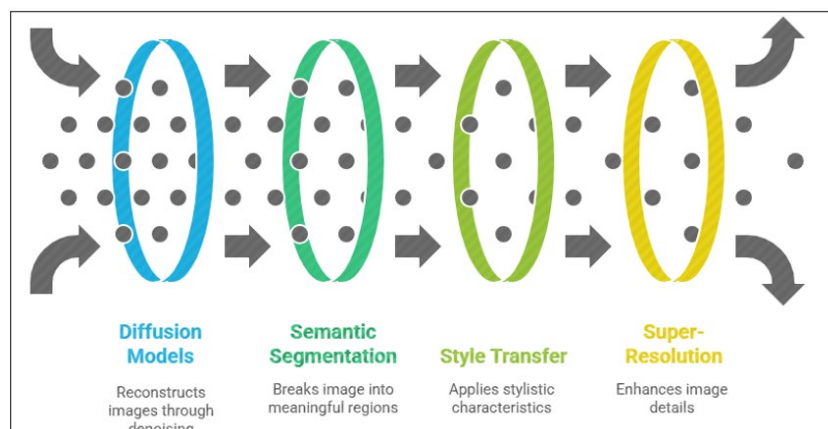 Diffusion
Models
Reconstructs
images through
denoising
Semantic
Segmentation
Breaks image into
meaningful regions
Style Transfer
Applies stylistic
characteristics
Super-
Resolution
Enhances image
details